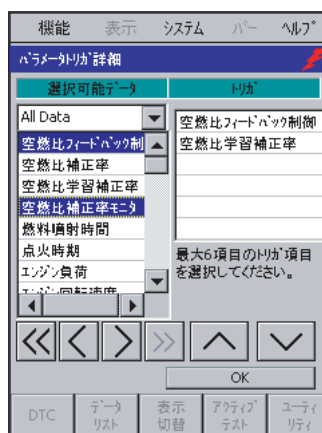 機能 表示 システム バー ヘルプ
パラメータトリガ詳細
選択可能データ トリガ
All Data
空燃比フィードバック制
空燃比補正率
空燃比学習補正率
空燃比補正率モニタ
燃料噴射時間
点火時期
エンジン負荷
エンジン回転速度
空燃比フィードバック制御
空燃比学習補正率
最大6項目のトリガ項目
を選択してください。
OK
DTC データ リスト 表示 切替 アクティブ テスト ユーティ リティ